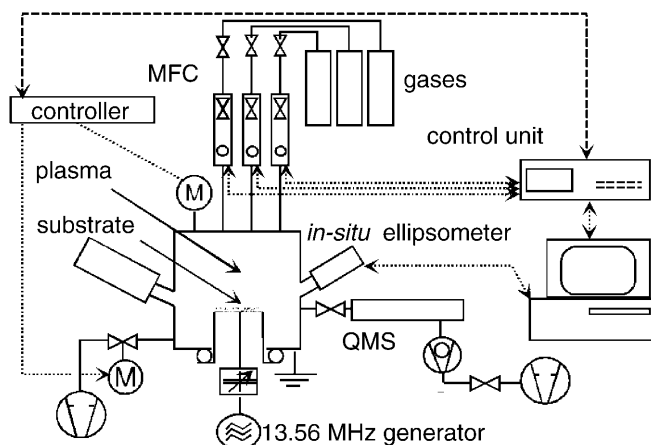 MFC
gases
controller
control unit
plasma
M
substrate
in-situ ellipsometer
QMS
M
13.56 MHz generator